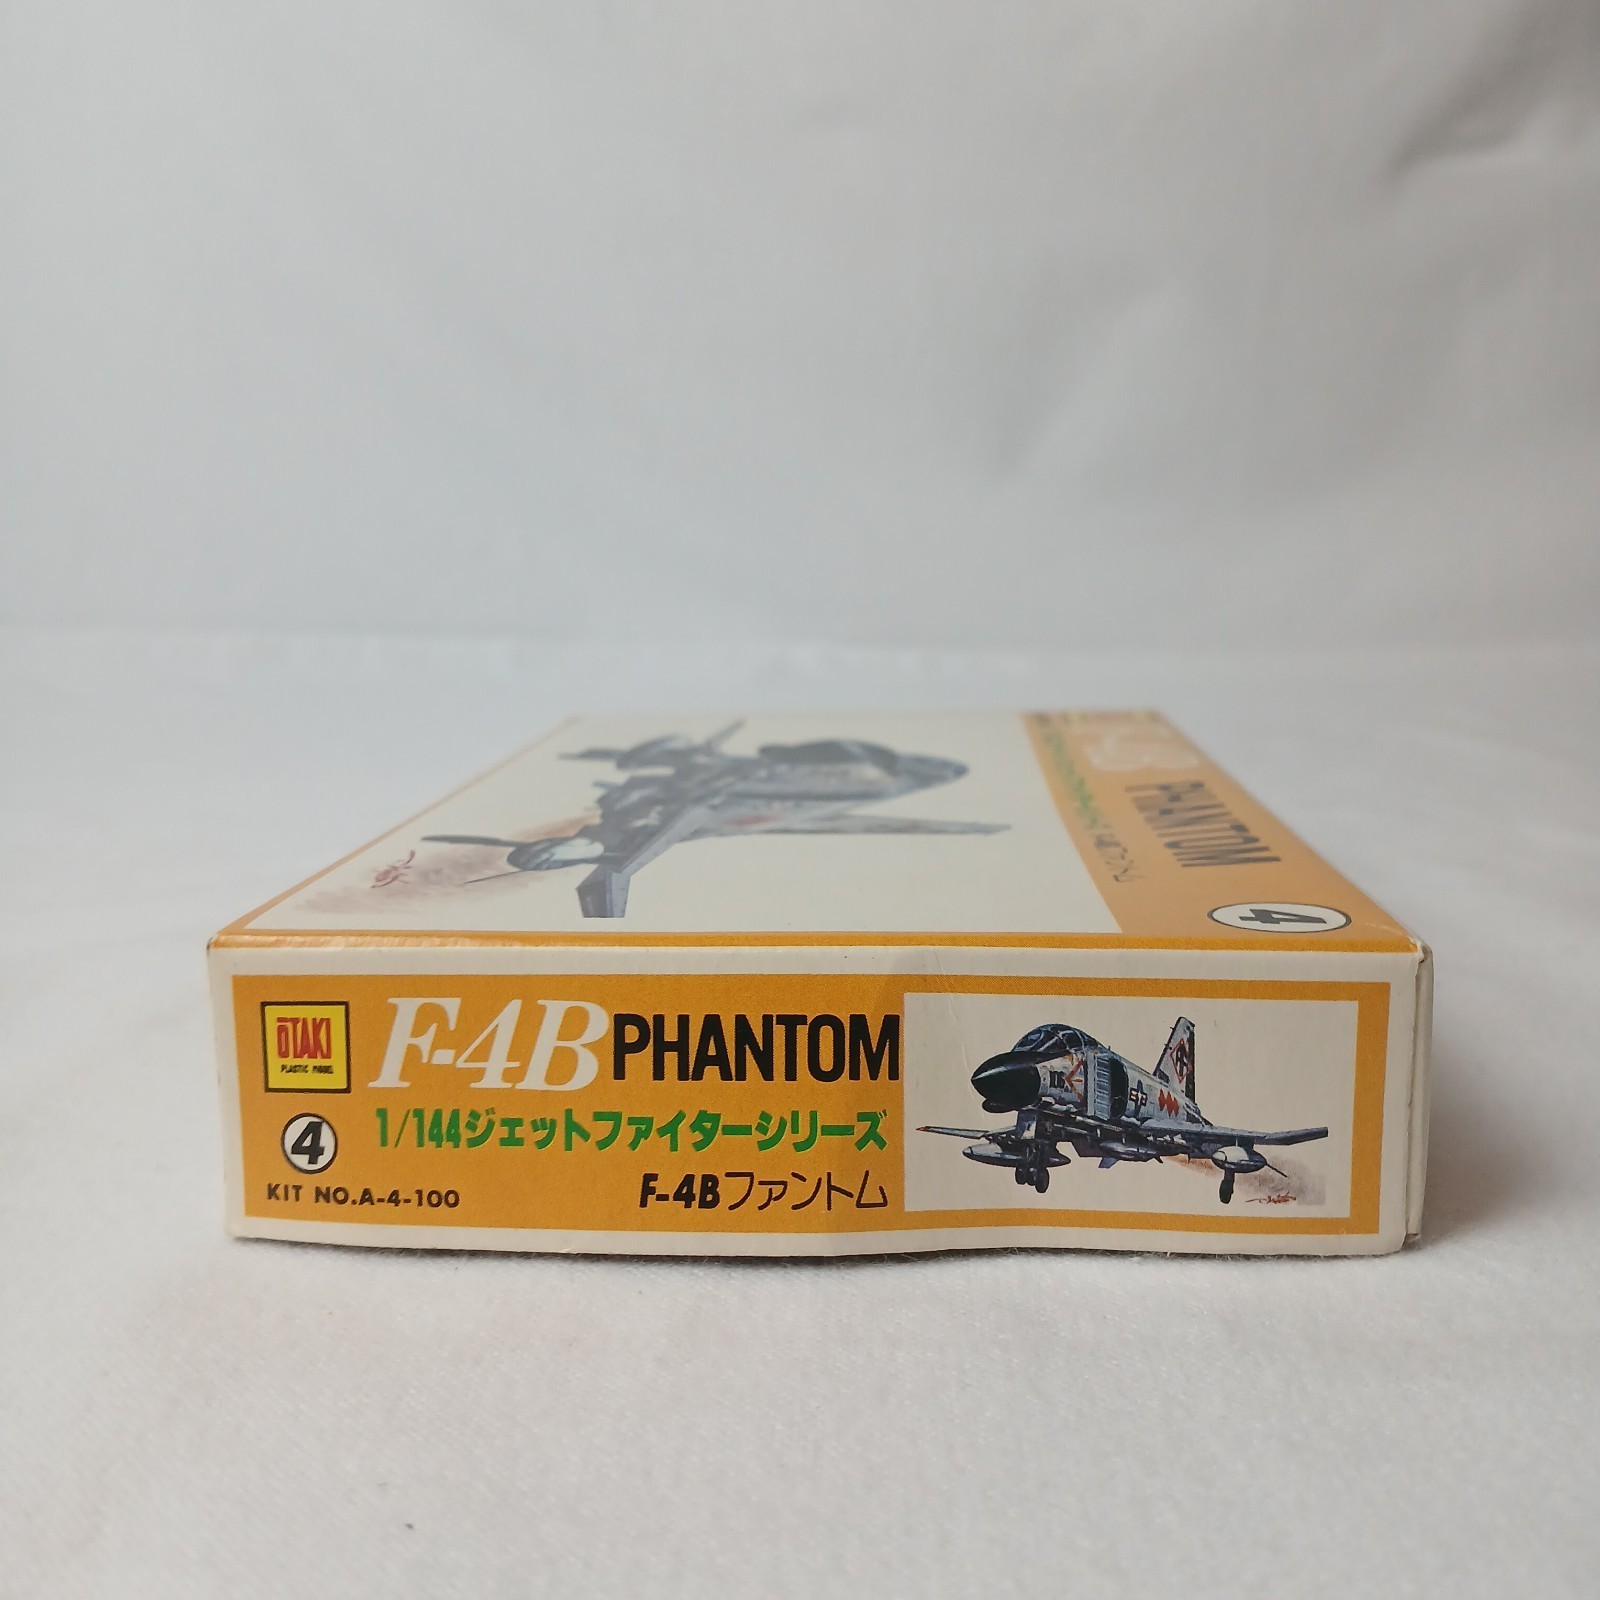 PHANTOM
4
ŌTAKI
PLASTIC MODEL
F-4B PHANTOM
1/144ジェットファイターシリーズ
4
F-4Bファントム
KIT NO.A-4-100